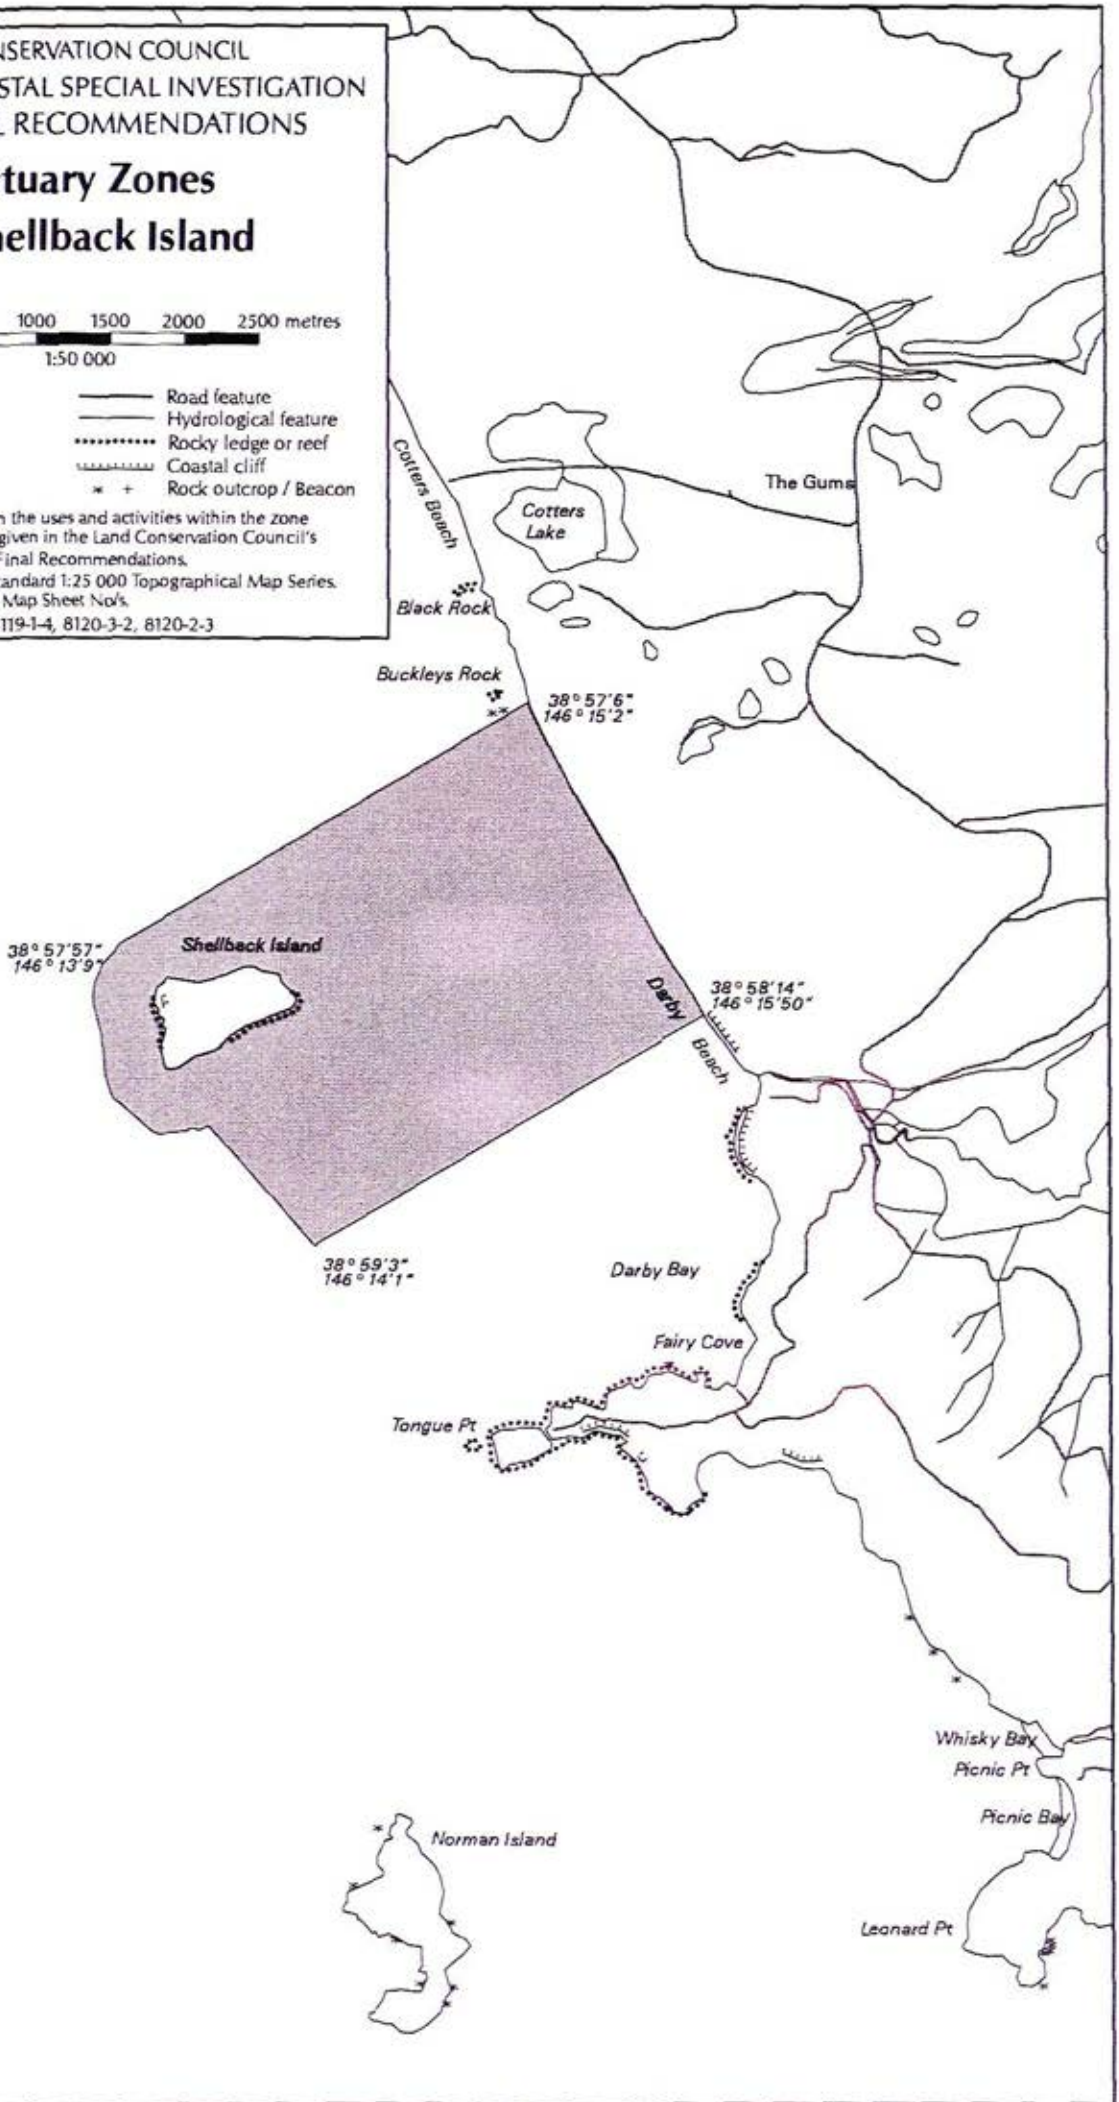 NSERVATION COUNCIL
STAL SPECIAL INVESTIGATION
L RECOMMENDATIONS
tuary Zones
ellback Island
1000 1500 2000 2500 metres
1:50 000
Road feature
Hydrological feature
Rocky ledge or reef
Coastal cliff
* + Rock outcrop / Beacon
n the uses and activities within the zone
given in the Land Conservation Council's
Final Recommendations.
tandard 1:25 000 Topographical Map Series.
Map Sheet No/s.
119-1-4, 8120-3-2, 8120-2-3
Cotters Beach
The Gums
Cotters
Lake
Black Rock
Buckleys Rock
38° 57'6"
146° 15'2"
38° 57'57"
146° 13'9"
Shellback Island
Darby
Beach
38° 58'14"
146° 15'50"
38° 59'3"
146° 14'1"
Darby Bay
Fairy Cove
Tongue Pt
Whisky Bay
Picnic Pt
Picnic Bay
Norman Island
Leonard Pt